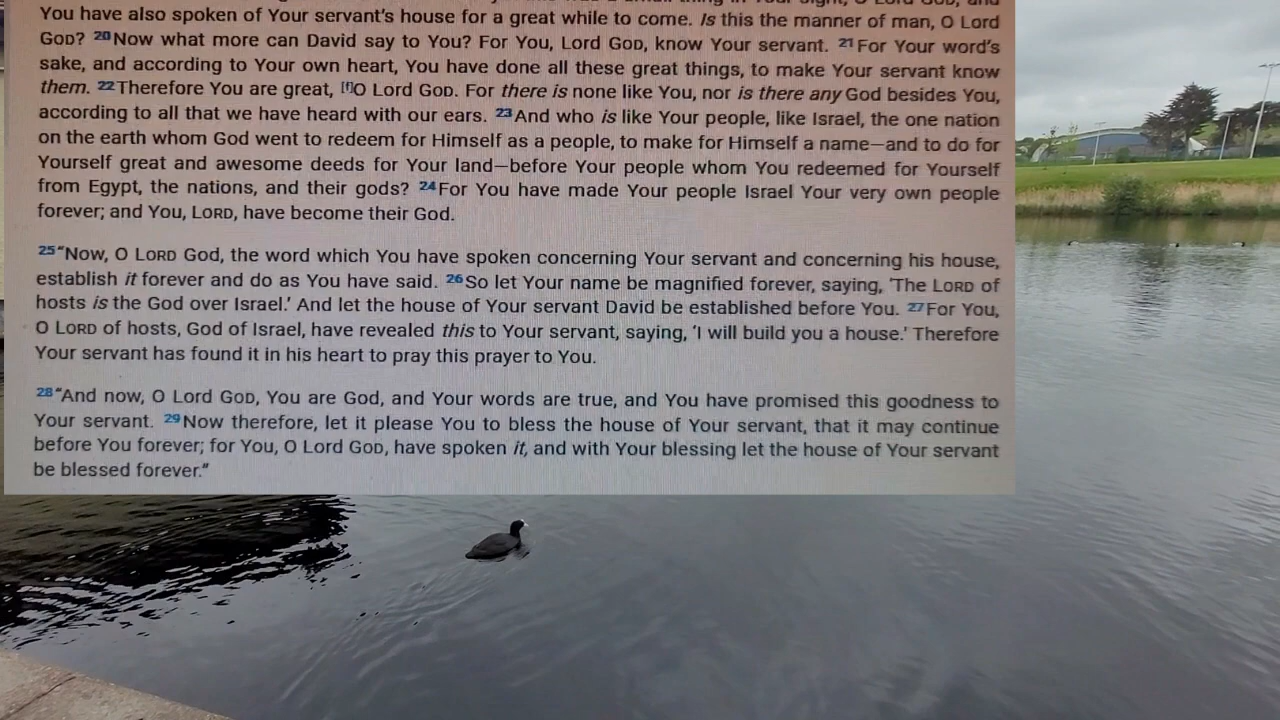 You have also spoken of Your servant's house for a great while to come. Is this the manner of man, O Lord
GOD? 20 Now what more can David say to You? For You, Lord GOD, know Your servant. 21 For Your word's
sake, and according to Your own heart, You have done all these great things, to make Your servant know
them. 22 Therefore You are great, [f]O Lord GOD. For there is none like You, nor is there any God besides You,
according to all that we have heard with our ears. 23 And who is like Your people, like Israel, the one nation
on the earth whom God went to redeem for Himself as a people, to make for Himself a name—and to do for
Yourself great and awesome deeds for Your land—before Your people whom You redeemed for Yourself
from Egypt, the nations, and their gods? 24 For You have made Your people Israel Your very own people
forever; and You, LORD, have become their God.
25 “Now, O LORD God, the word which You have spoken concerning Your servant and concerning his house,
establish it forever and do as You have said. 26 So let Your name be magnified forever, saying, ‘The LORD of
hosts is the God over Israel.’ And let the house of Your servant David be established before You. 27 For You,
O LORD of hosts, God of Israel, have revealed this to Your servant, saying, ‘I will build you a house.’ Therefore
Your servant has found it in his heart to pray this prayer to You.
28 “And now, O Lord GOD, You are God, and Your words are true, and You have promised this goodness to
Your servant. 29 Now therefore, let it please You to bless the house of Your servant, that it may continue
before You forever; for You, O Lord GOD, have spoken it, and with Your blessing let the house of Your servant
be blessed forever.”